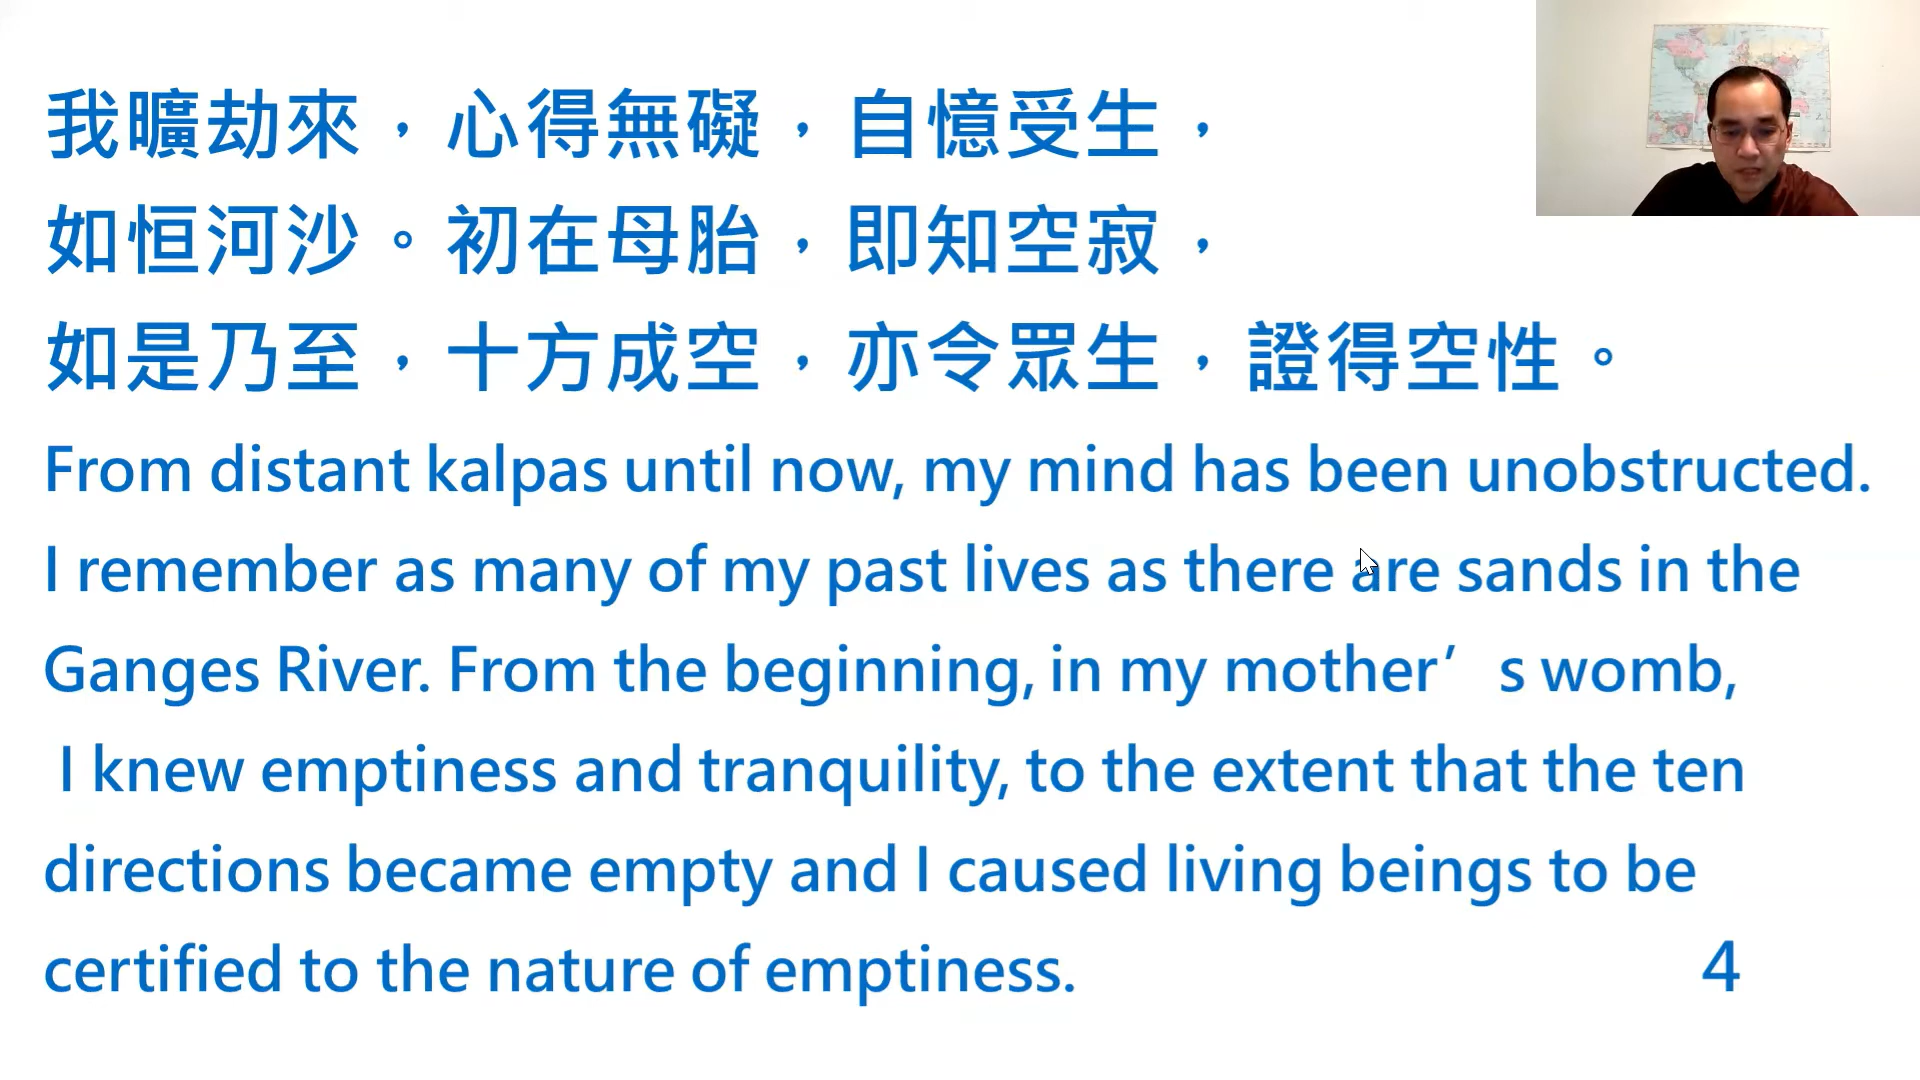 我曠劫來，心得無礙，自憶受生，
如恒河沙。初在母胎，即知空寂，
如是乃至，十方成空，亦令眾生，證得空性。
From distant kalpas until now, my mind has been unobstructed.
I remember as many of my past lives as there are sands in the
Ganges River. From the beginning, in my mother’s womb,
I knew emptiness and tranquility, to the extent that the ten
directions became empty and I caused living beings to be
certified to the nature of emptiness.
4